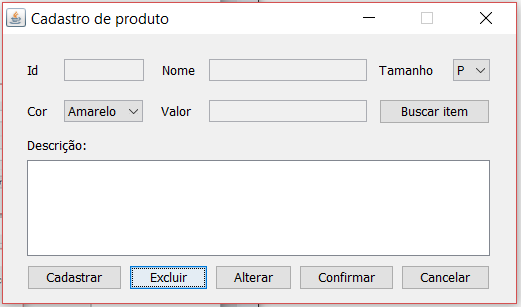 Cadastro de produto
Id Nome Tamanho P
Cor Amarelo Valor Buscar item
Descrição:
Cadastrar Excluir Alterar Confirmar Cancelar